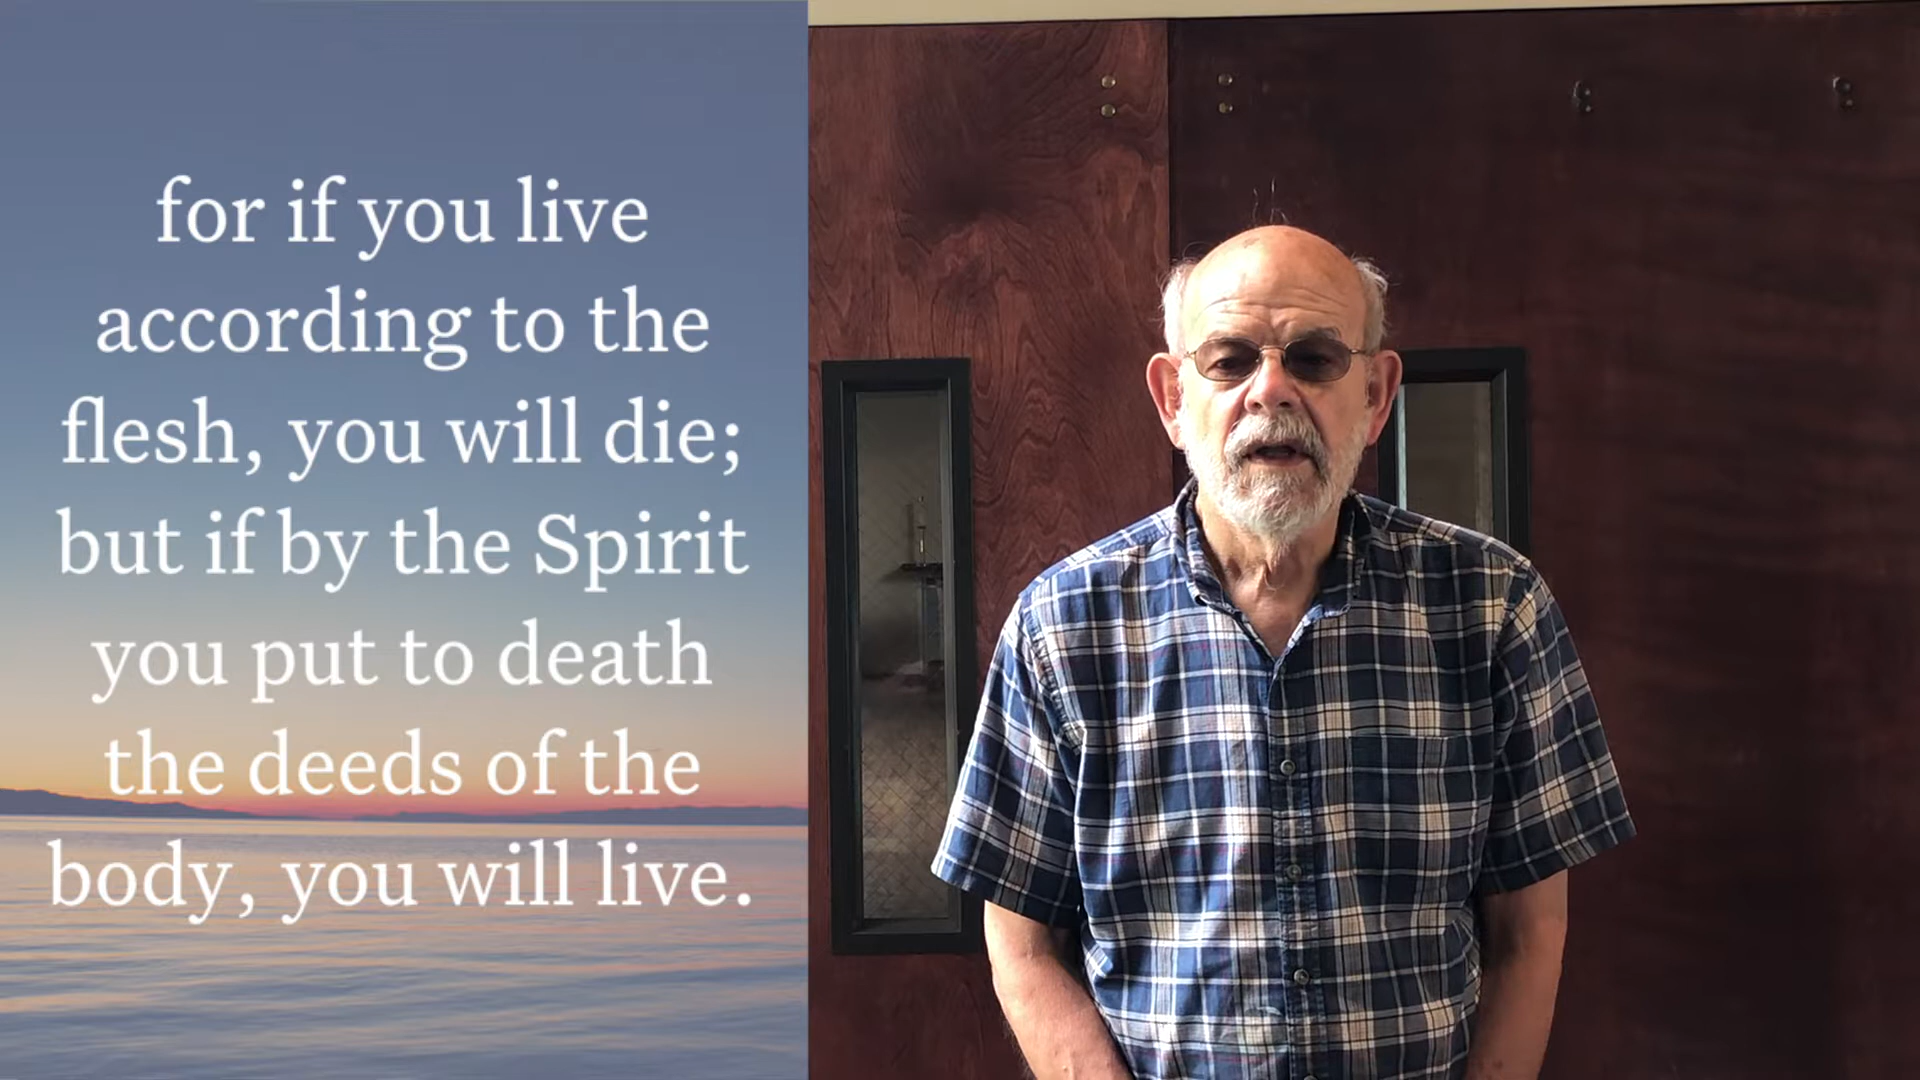 for if you live
according to the
flesh, you will die;
but if by the Spirit
you put to death
the deeds of the
body, you will live.